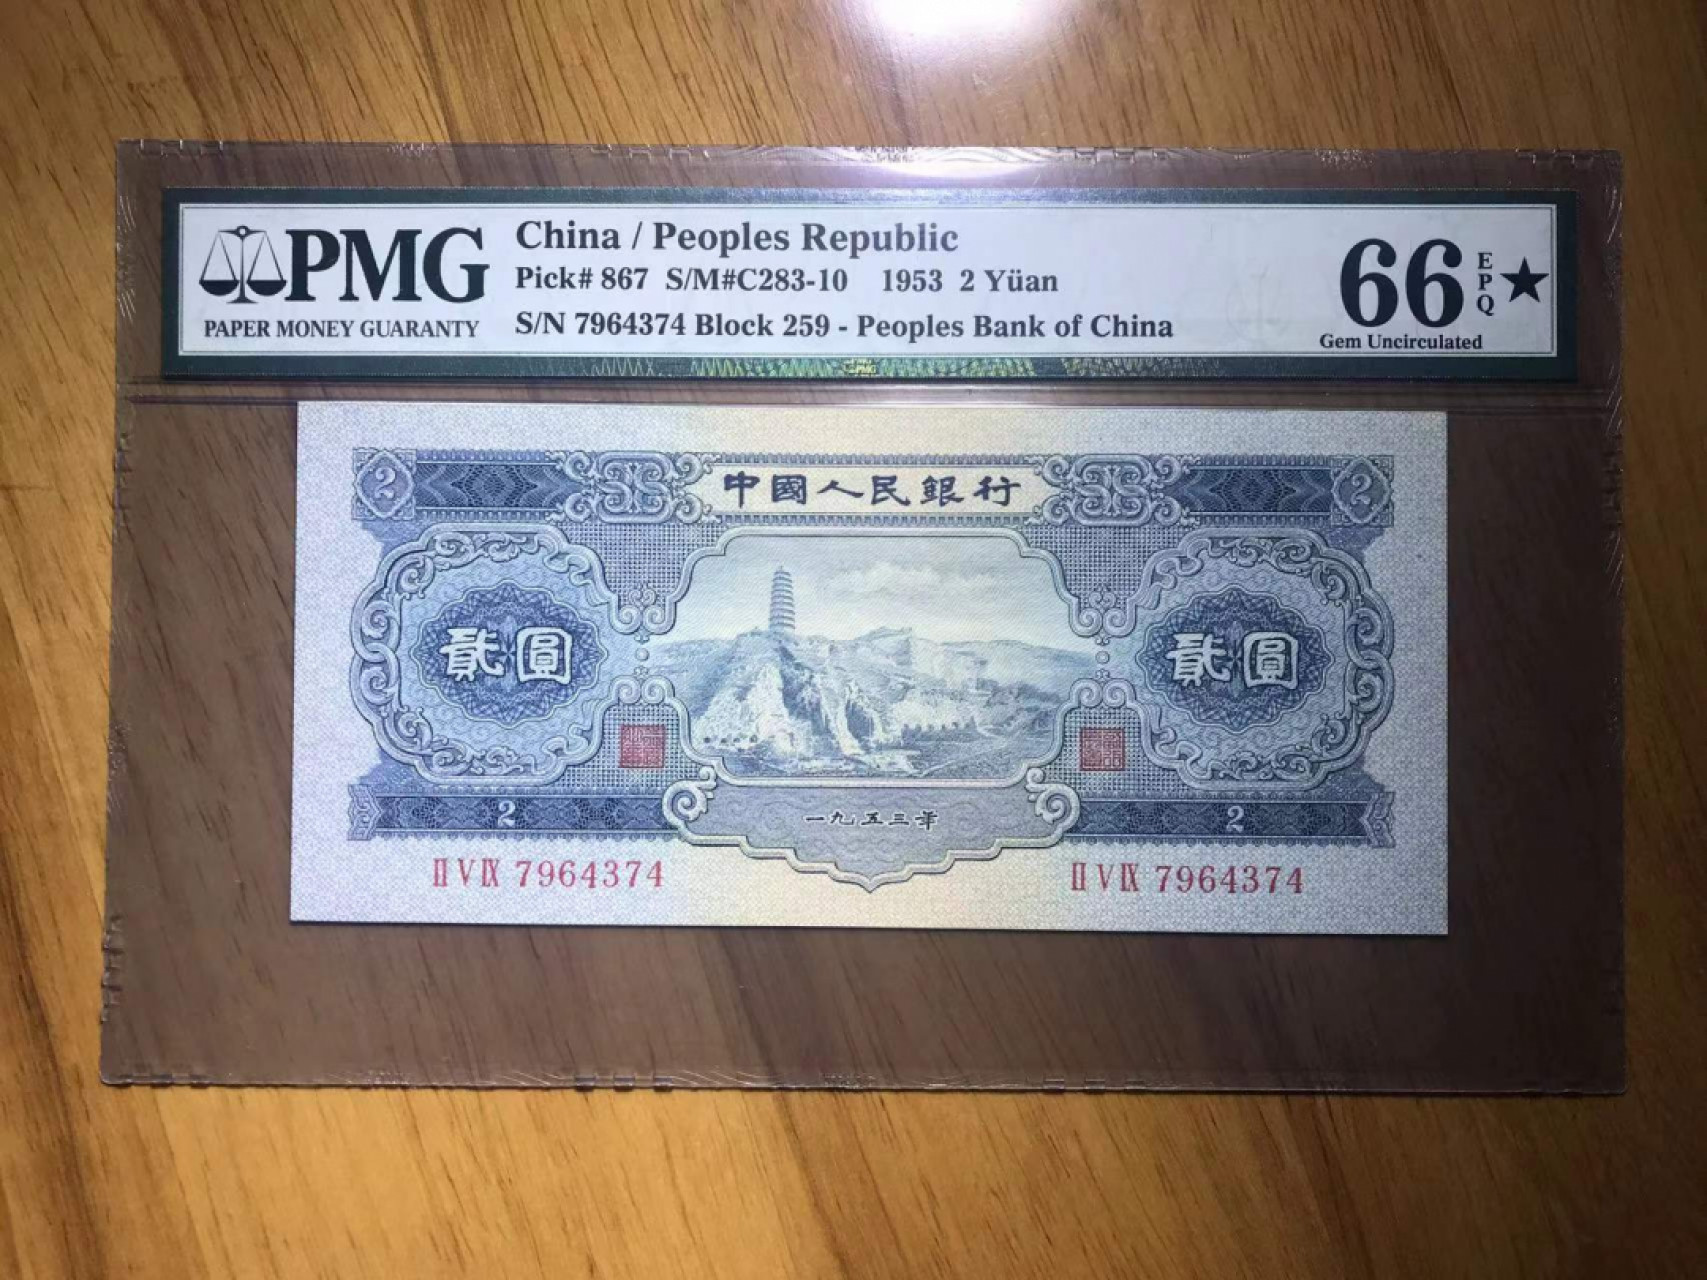 PMG
PAPER MONEY GUARANTY
China / Peoples Republic
Pick# 867 S/M#C283-10 1953 2 Yüan
S/N 7964374 Block 259 - Peoples Bank of China
66 EPQ★
Gem Uncirculated
PMG
2 中國人民銀行 2
貳圓 貳圓
一九五三年
2 2
II V IX 7964374 II V IX 7964374